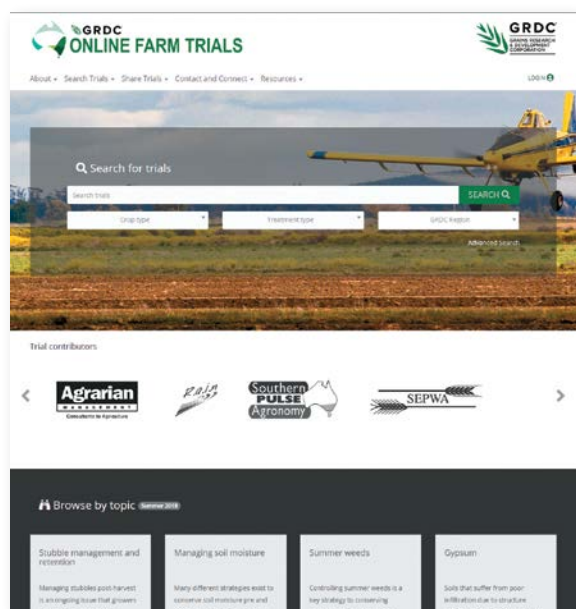 GRDC
ONLINE FARM TRIALS
GRDC
GRAINS RESEARCH
& DEVELOPMENT
CORPORATION
About Search Trials Share Trials Contact and Connect Resources
LOGIN
Search for trials
Search trials
SEARCH
Crop type
Treatment type
GRDC Region
Advanced Search
Trial contributors
Agrarian
MANAGEMENT
Consultants to Agriculture
Southern
PULSE
Agronomy
SEPWA
Browse by topic Summer 2018
Stubble management and
retention
Managing stubbles post-harvest
is an ongoing issue that growers
Managing soil moisture
Many different strategies exist to
conserve soil moisture pre and
Summer weeds
Controlling summer weeds is a
key strategy to conserving
Gypsum
Soils that suffer from poor
infiltration due to structure